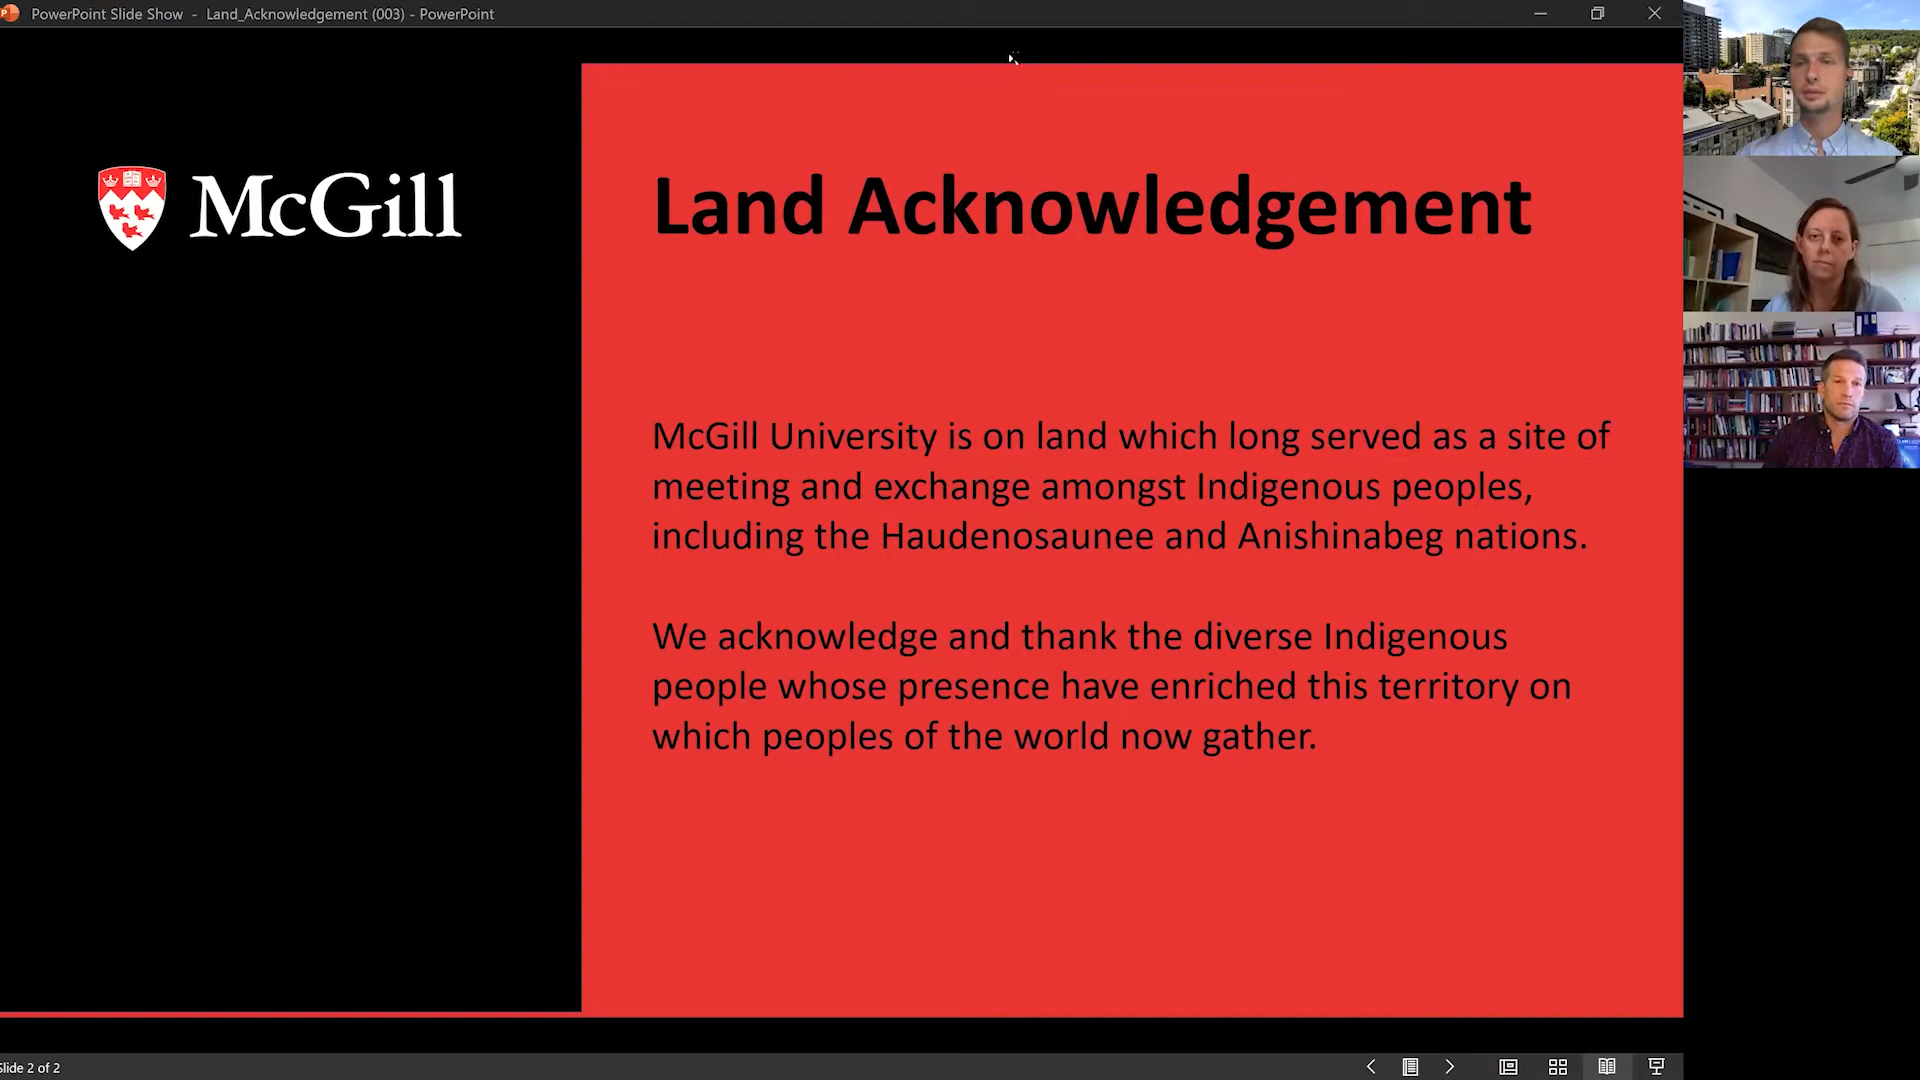 PowerPoint Slide Show - Land_Acknowledgement (003) - PowerPoint
McGill
Land Acknowledgement
McGill University is on land which long served as a site of
meeting and exchange amongst Indigenous peoples,
including the Haudenosaunee and Anishinabeg nations.
We acknowledge and thank the diverse Indigenous
people whose presence have enriched this territory on
which peoples of the world now gather.
Slide 2 of 2